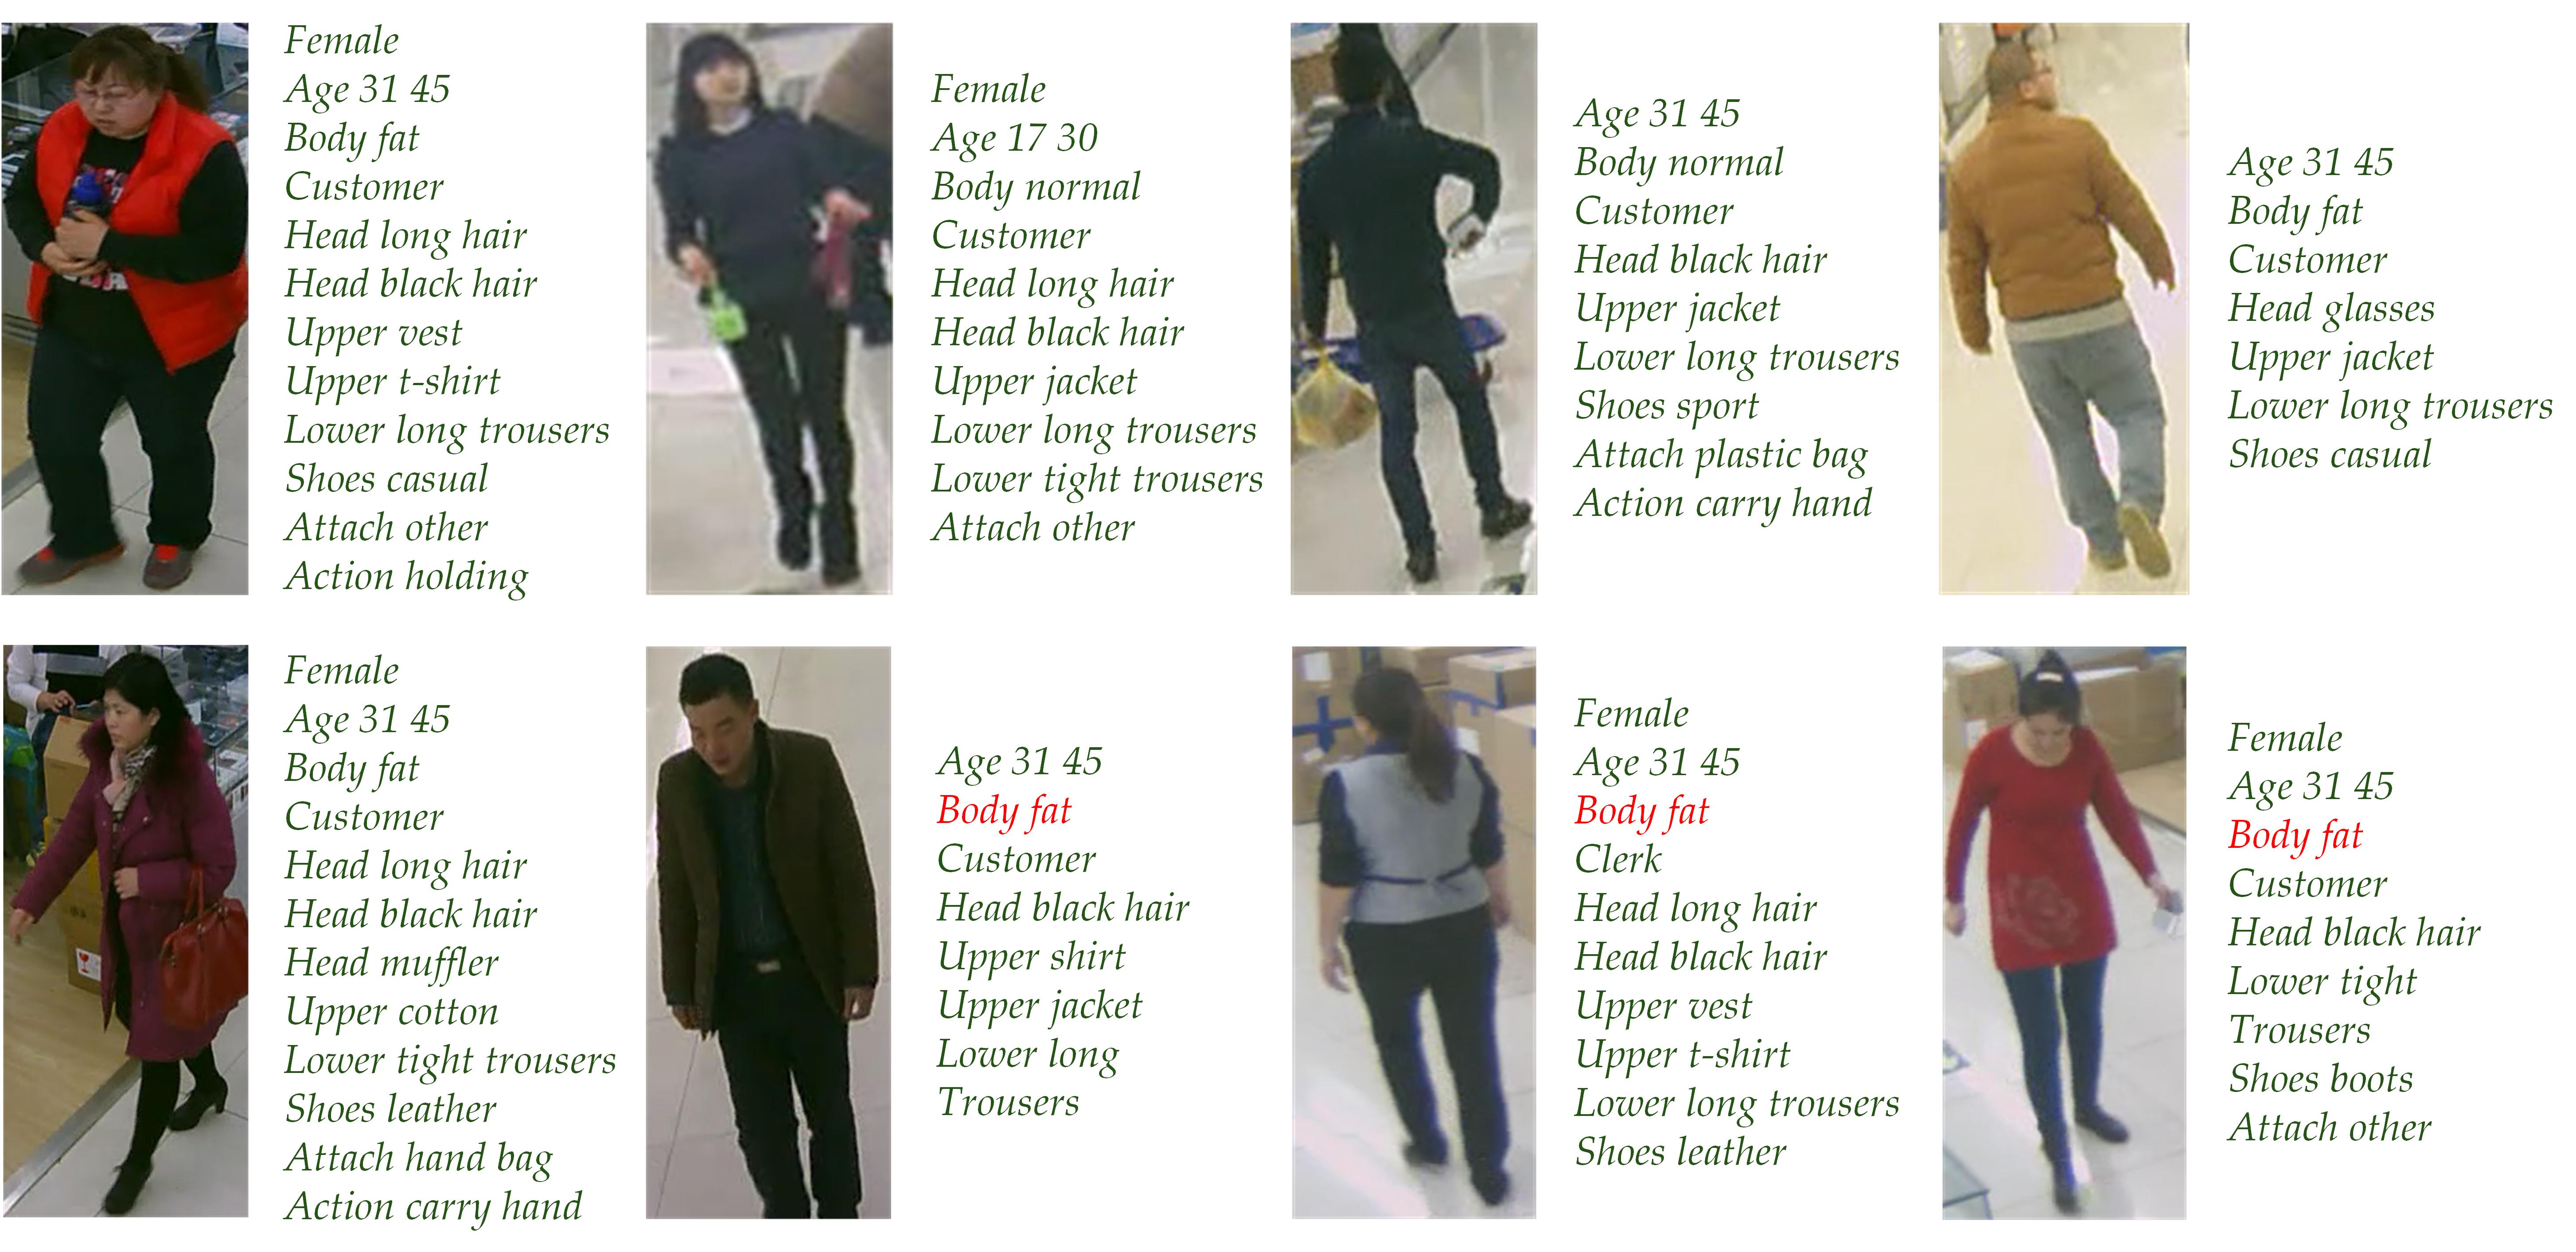 Female
Age 31 45
Body fat
Customer
Head long hair
Head black hair
Upper vest
Upper t-shirt
Lower long trousers
Shoes casual
Attach other
Action holding
Female
Age 17 30
Body normal
Customer
Head long hair
Head black hair
Upper jacket
Lower long trousers
Lower tight trousers
Attach other
Age 31 45
Body normal
Customer
Head black hair
Upper jacket
Lower long trousers
Shoes sport
Attach plastic bag
Action carry hand
Age 31 45
Body fat
Customer
Head glasses
Upper jacket
Lower long trousers
Shoes casual
Female
Age 31 45
Body fat
Customer
Head long hair
Head black hair
Head muffler
Upper cotton
Lower tight trousers
Shoes leather
Attach hand bag
Action carry hand
Age 31 45
Body fat
Customer
Head black hair
Upper shirt
Upper jacket
Lower long
Trousers
Female
Age 31 45
Body fat
Clerk
Head long hair
Head black hair
Upper vest
Upper t-shirt
Lower long trousers
Shoes leather
Female
Age 31 45
Body fat
Customer
Head black hair
Lower tight
Trousers
Shoes boots
Attach other